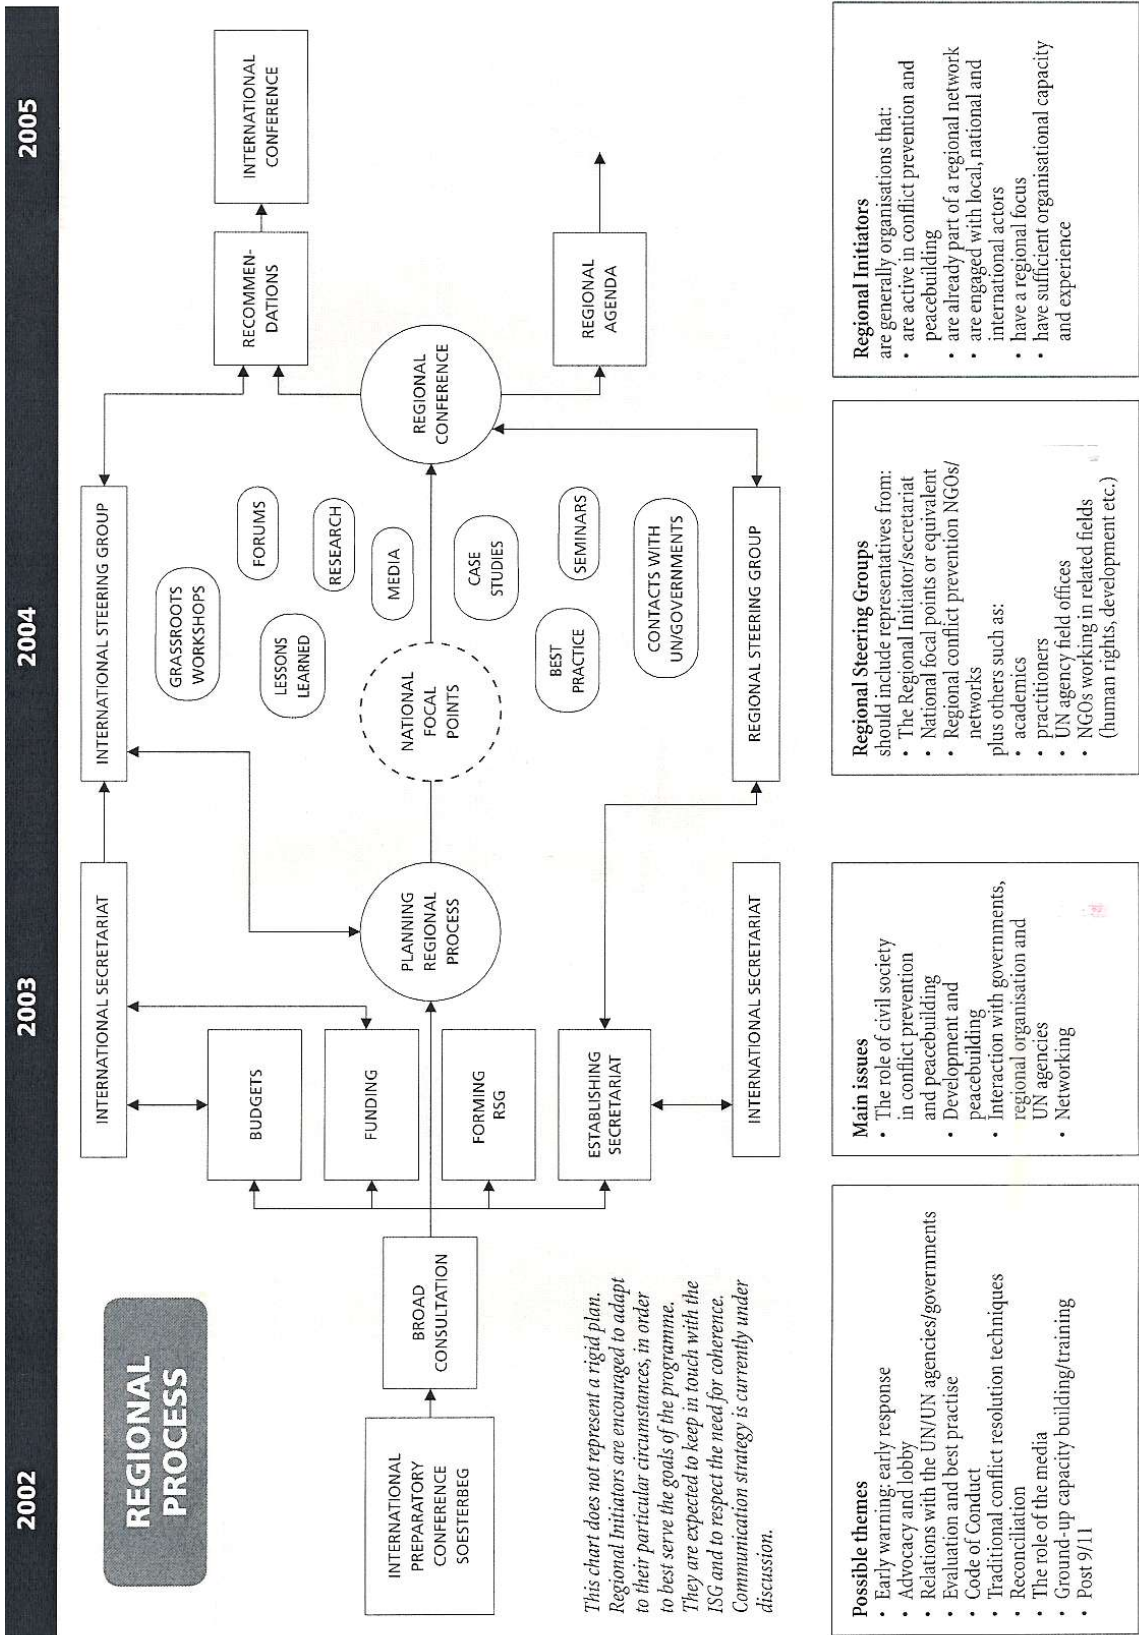 2002
2003
2004
2005
REGIONAL
PROCESS
INTERNATIONAL
PREPARATORY
CONFERENCE
SOESTERBEG
BROAD
CONSULTATION
INTERNATIONAL SECRETARIAT
BUDGETS
FUNDING
FORMING
RSG
ESTABLISHING
SECRETARIAT
INTERNATIONAL SECRETARIAT
PLANNING
REGIONAL
PROCESS
INTERNATIONAL STEERING GROUP
GRASSROOTS
WORKSHOPS
FORUMS
LESSONS
LEARNED
RESEARCH
MEDIA
NATIONAL
FOCAL
POINTS
CASE
STUDIES
BEST
PRACTICE
SEMINARS
CONTACTS WITH
UN/GOVERNMENTS
REGIONAL STEERING GROUP
REGIONAL
CONFERENCE
RECOMMEN-
DATIONS
INTERNATIONAL
CONFERENCE
REGIONAL
AGENDA
This chart does not represent a rigid plan.
Regional Initiators are encouraged to adapt
to their particular circumstances, in order
to best serve the goals of the programme.
They are expected to keep in touch with the
ISG and to respect the need for coherence.
Communication strategy is currently under
discussion.
Possible themes
• Early warning: early response
• Advocacy and lobby
• Relations with the UN/UN agencies/governments
• Evaluation and best practise
• Code of Conduct
• Traditional conflict resolution techniques
• Reconciliation
• The role of the media
• Ground-up capacity building/training
• Post 9/11
Main issues
• The role of civil society
in conflict prevention
and peacebuilding
• Development and
peacebuilding
• Interaction with governments,
regional organisation and
UN agencies
• Networking
Regional Steering Groups
should include representatives from:
• The Regional Initiator/secretariat
• National focal points or equivalent
• Regional conflict prevention NGOs/
networks
plus others such as:
• academics
• practitioners
• UN agency field offices
• NGOs working in related fields
(human rights, development etc.)
Regional Initiators
are generally organisations that:
• are active in conflict prevention and
peacebuilding
• are already part of a regional network
• are engaged with local, national and
international actors
• have a regional focus
• have sufficient organisational capacity
and experience